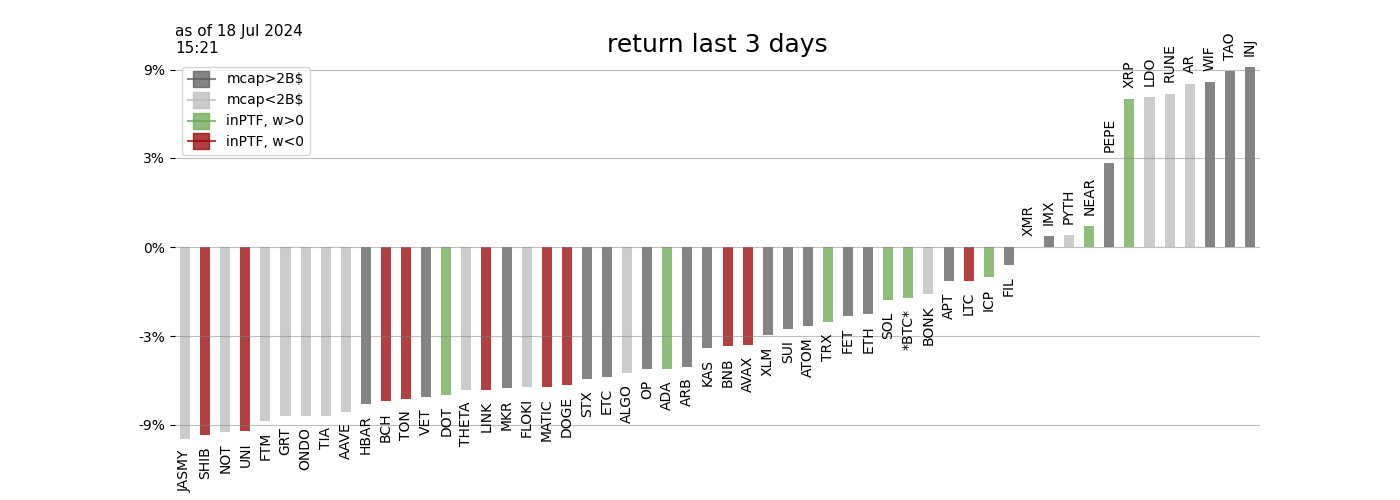 as of 18 Jul 2024
15:21
return last 3 days
9%
3%
0%
-3%
-9%
mcap>2B$
mcap<2B$
inPTF, w>0
inPTF, w<0
JASMY
SHIB
NOT
UNI
FTM
GRT
ONDO
TIA
AAVE
HBAR
BCH
TON
VET
DOT
THETA
LINK
MKR
FLOKI
MATIC
DOGE
STX
ETC
ALGO
OP
ADA
ARB
KAS
BNB
AVAX
XLM
SUI
ATOM
TRX
FET
ETH
SOL
*BTC*
BONK
APT
LTC
ICP
FIL
XMR
IMX
PYTH
NEAR
PEPE
XRP
LDO
RUNE
AR
WIF
TAO
INJ